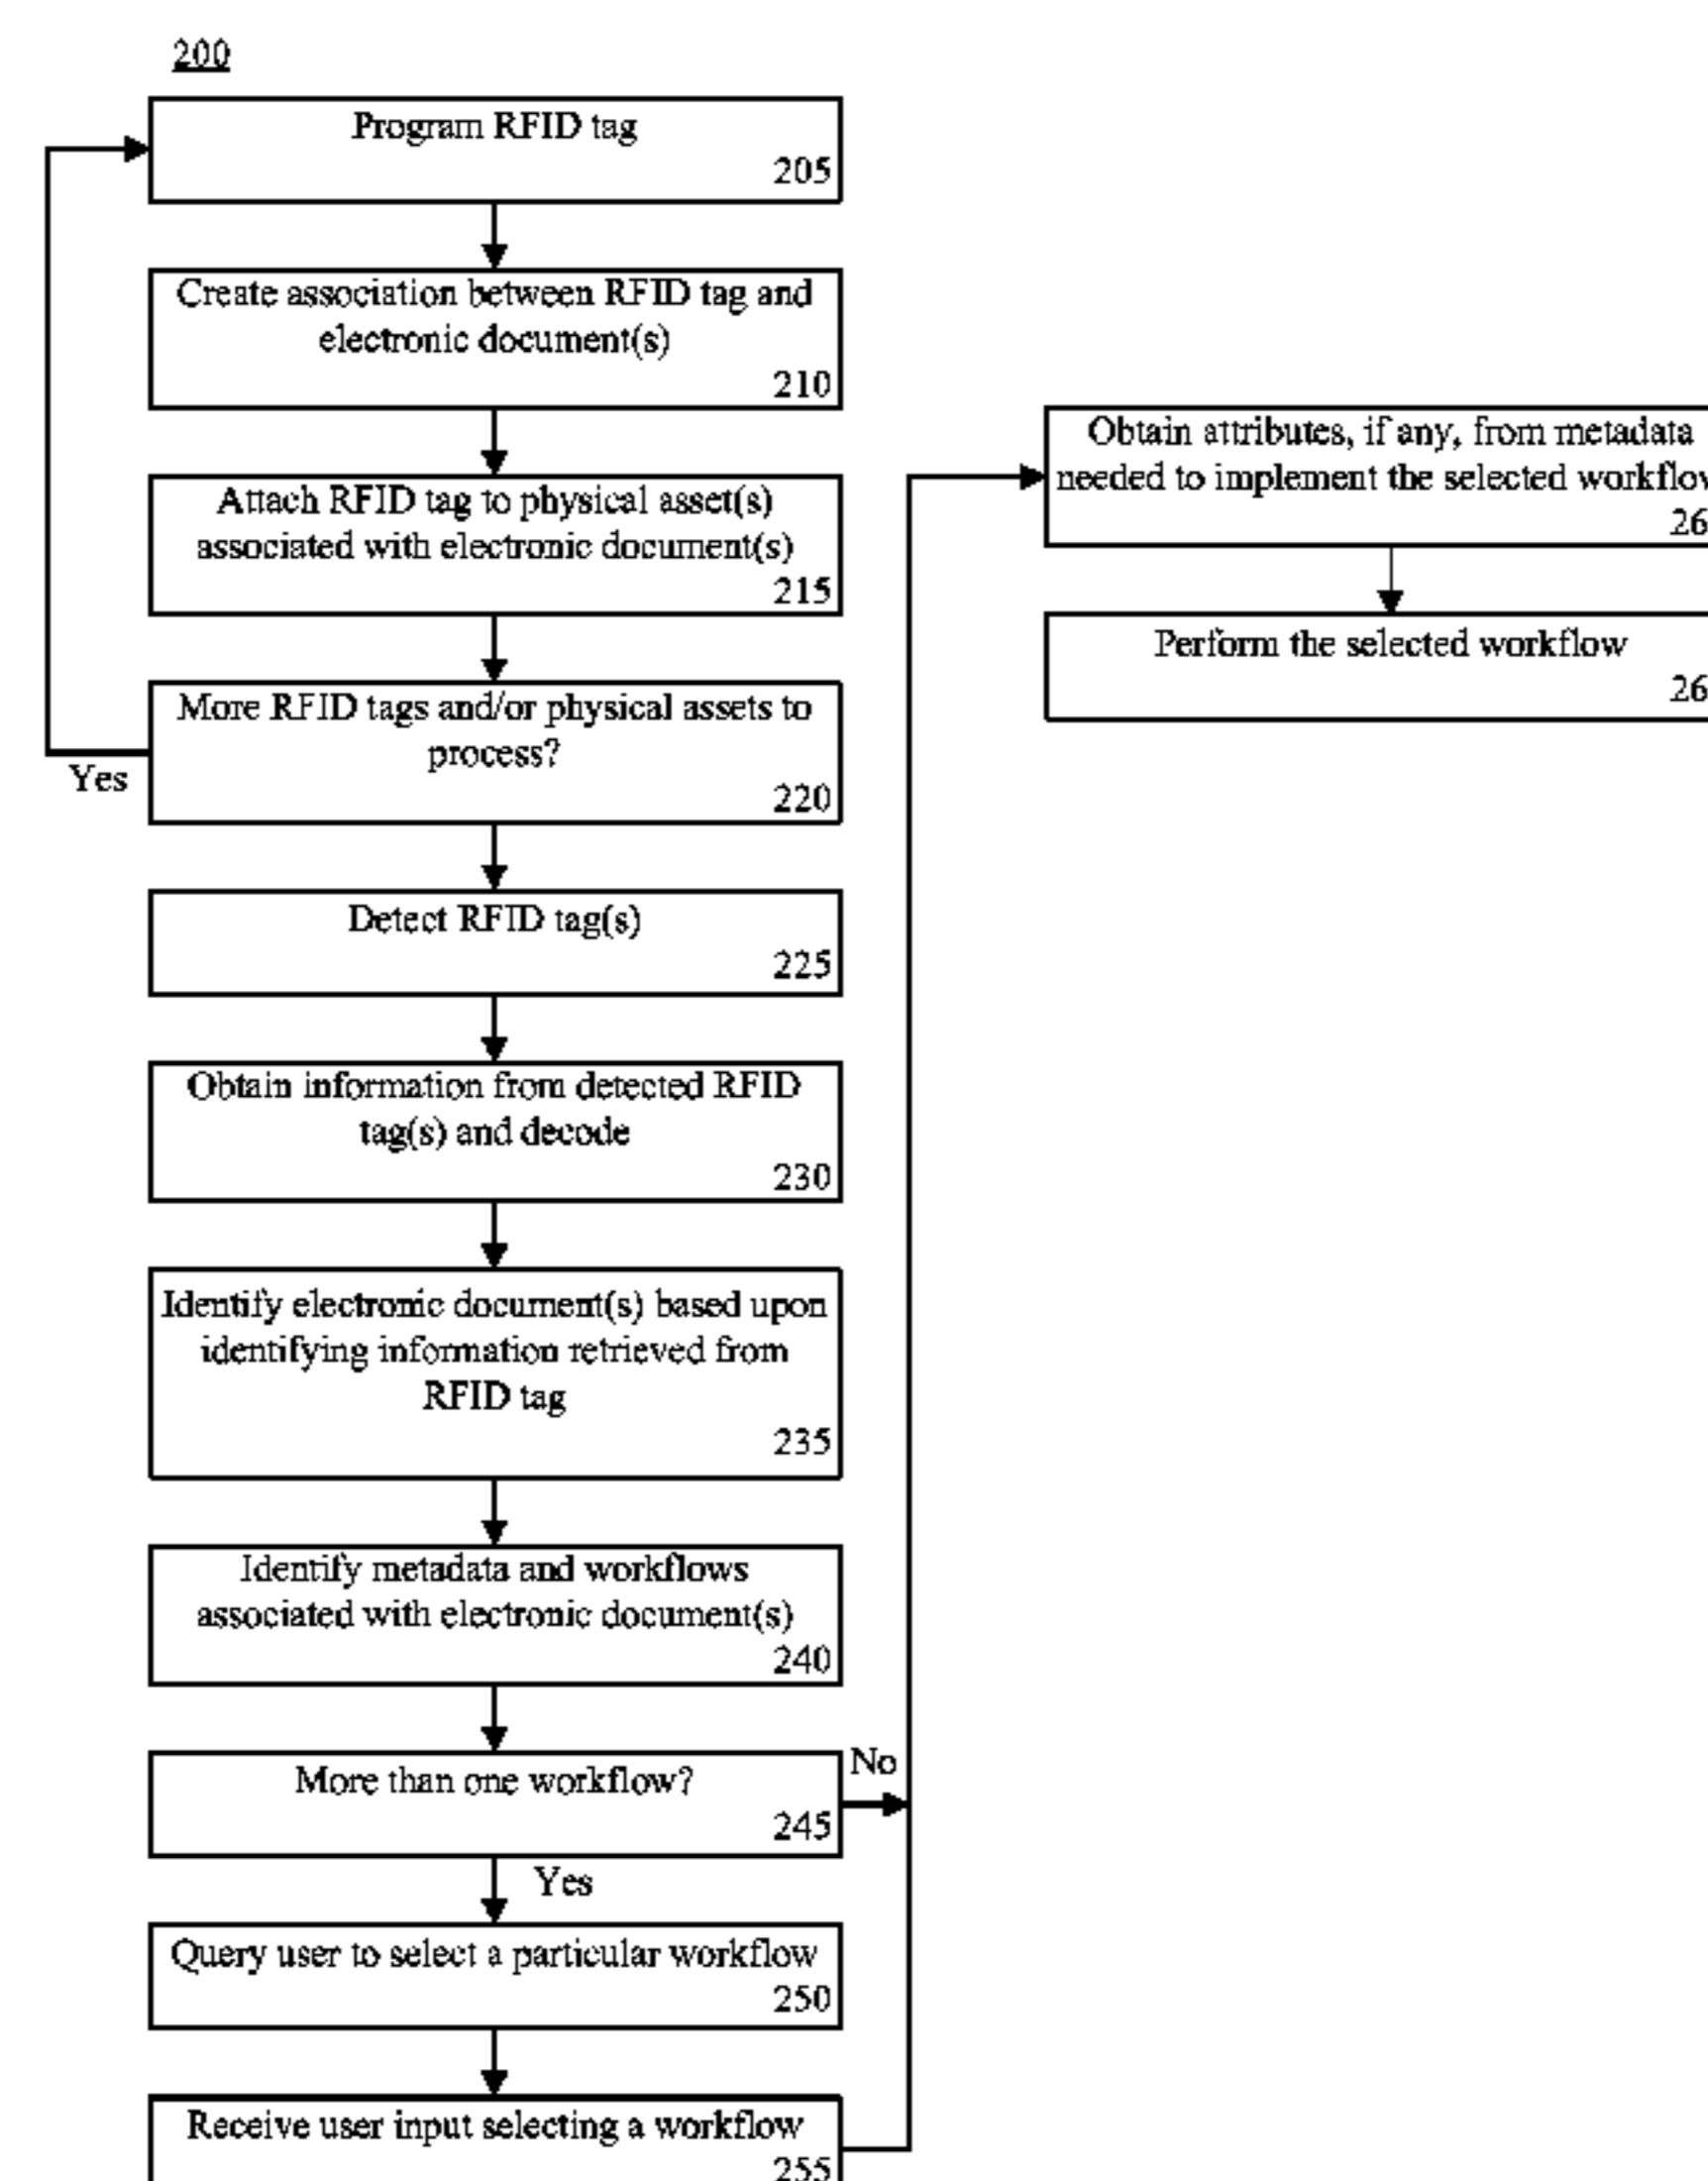 200
Program RFID tag
205
Create association between RFID tag and
electronic document(s)
210
Attach RFID tag to physical asset(s)
associated with electronic document(s)
215
More RFID tags and/or physical assets to
process?
220
Yes
Detect RFID tag(s)
225
Obtain information from detected RFID
tag(s) and decode
230
Identify electronic document(s) based upon
identifying information retrieved from
RFID tag
235
Identify metadata and workflows
associated with electronic document(s)
240
More than one workflow?
245
No
Yes
Query user to select a particular workflow
250
Receive user input selecting a workflow
255
Obtain attributes, if any, from metadata
needed to implement the selected
26
Perform the selected workflow
26